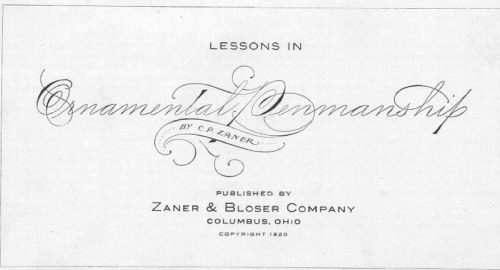 LESSONS IN
Ornamental Penmanship
BY C.P. ZANER
PUBLISHED BY
ZANER & BLOSER COMPANY
COLUMBUS, OHIO
COPYRIGHT 1920